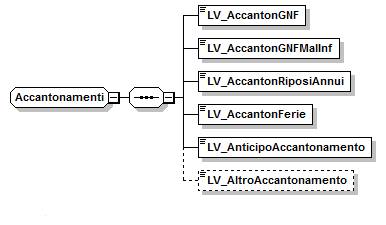 LV_AccantonGNF
LV_AccantonGNFMalInf
LV_AccantonRiposiAnnui
Accantonamenti
LV_AccantonFerie
LV_AnticipoAccantonamento
LV_AltroAccantonamento